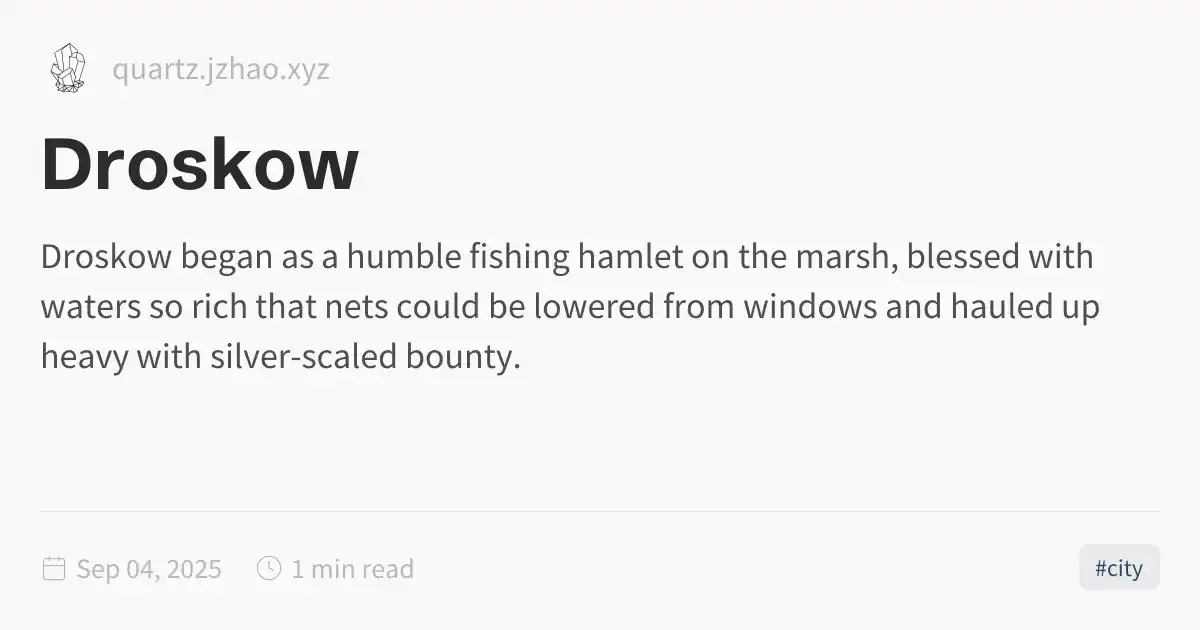 quartz.jzhao.xyz
Droskow
Droskow began as a humble fishing hamlet on the marsh, blessed with
waters so rich that nets could be lowered from windows and hauled up
heavy with silver-scaled bounty.
Sep 04, 2025 1 min read #city